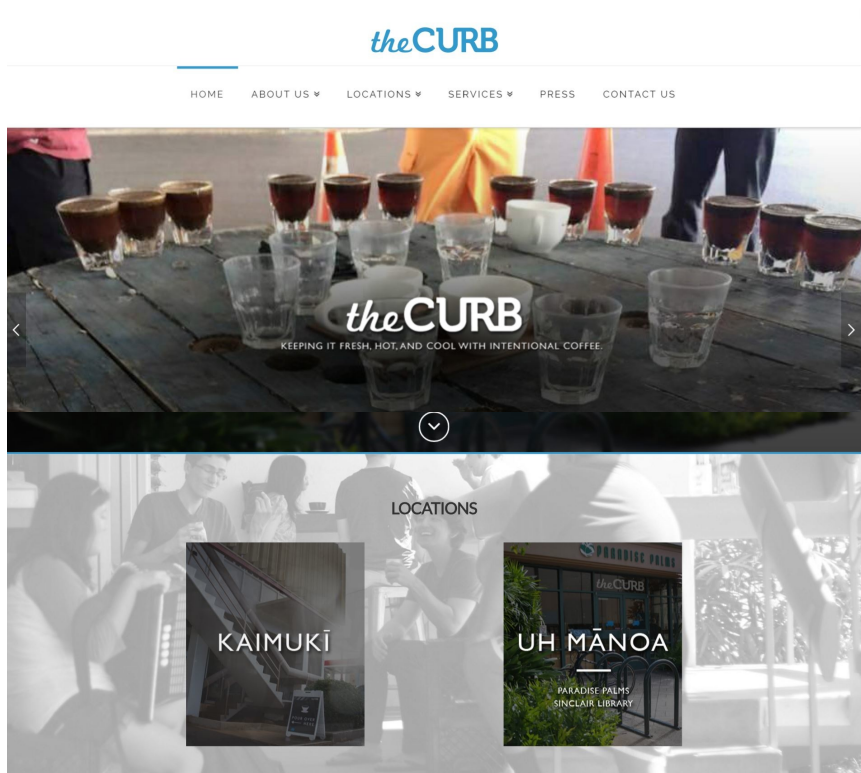 theCURB
HOME ABOUT US LOCATIONS SERVICES PRESS CONTACT US
theCURB
KEEPING IT FRESH, HOT, AND COOL WITH INTENTIONAL COFFEE.
LOCATIONS
PARADISE PALMS
theCURB
KAIMUKĪ
UH MĀNOA
PARADISE PALMS
SINCLAIR LIBRARY